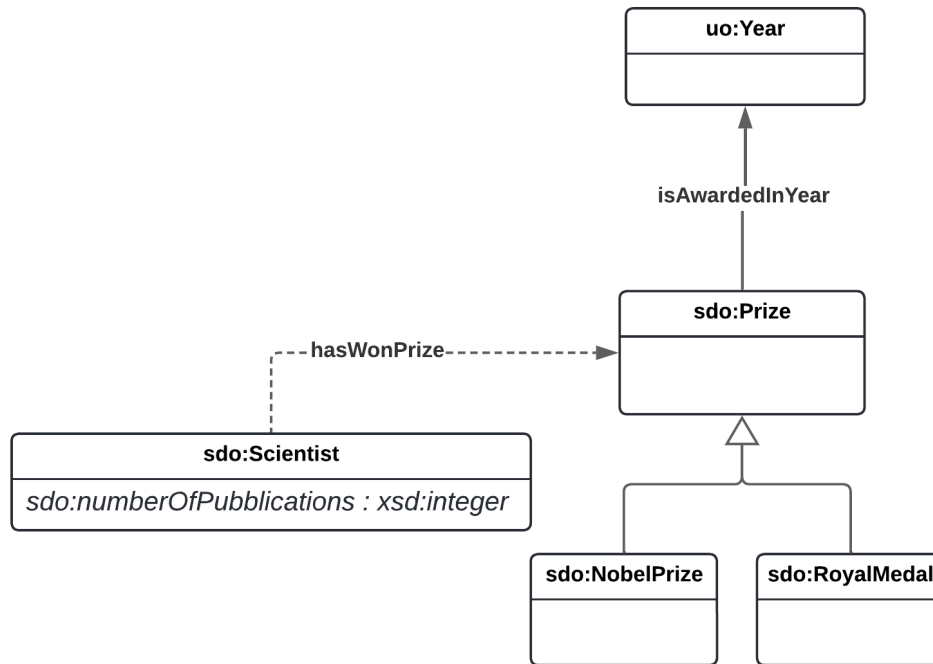 uo:Year
isAwardedInYear
sdo:Prize
hasWonPrize
sdo:Scientist
sdo:numberOfPubblications : xsd:integer
sdo:NobelPrize
sdo:RoyalMedal